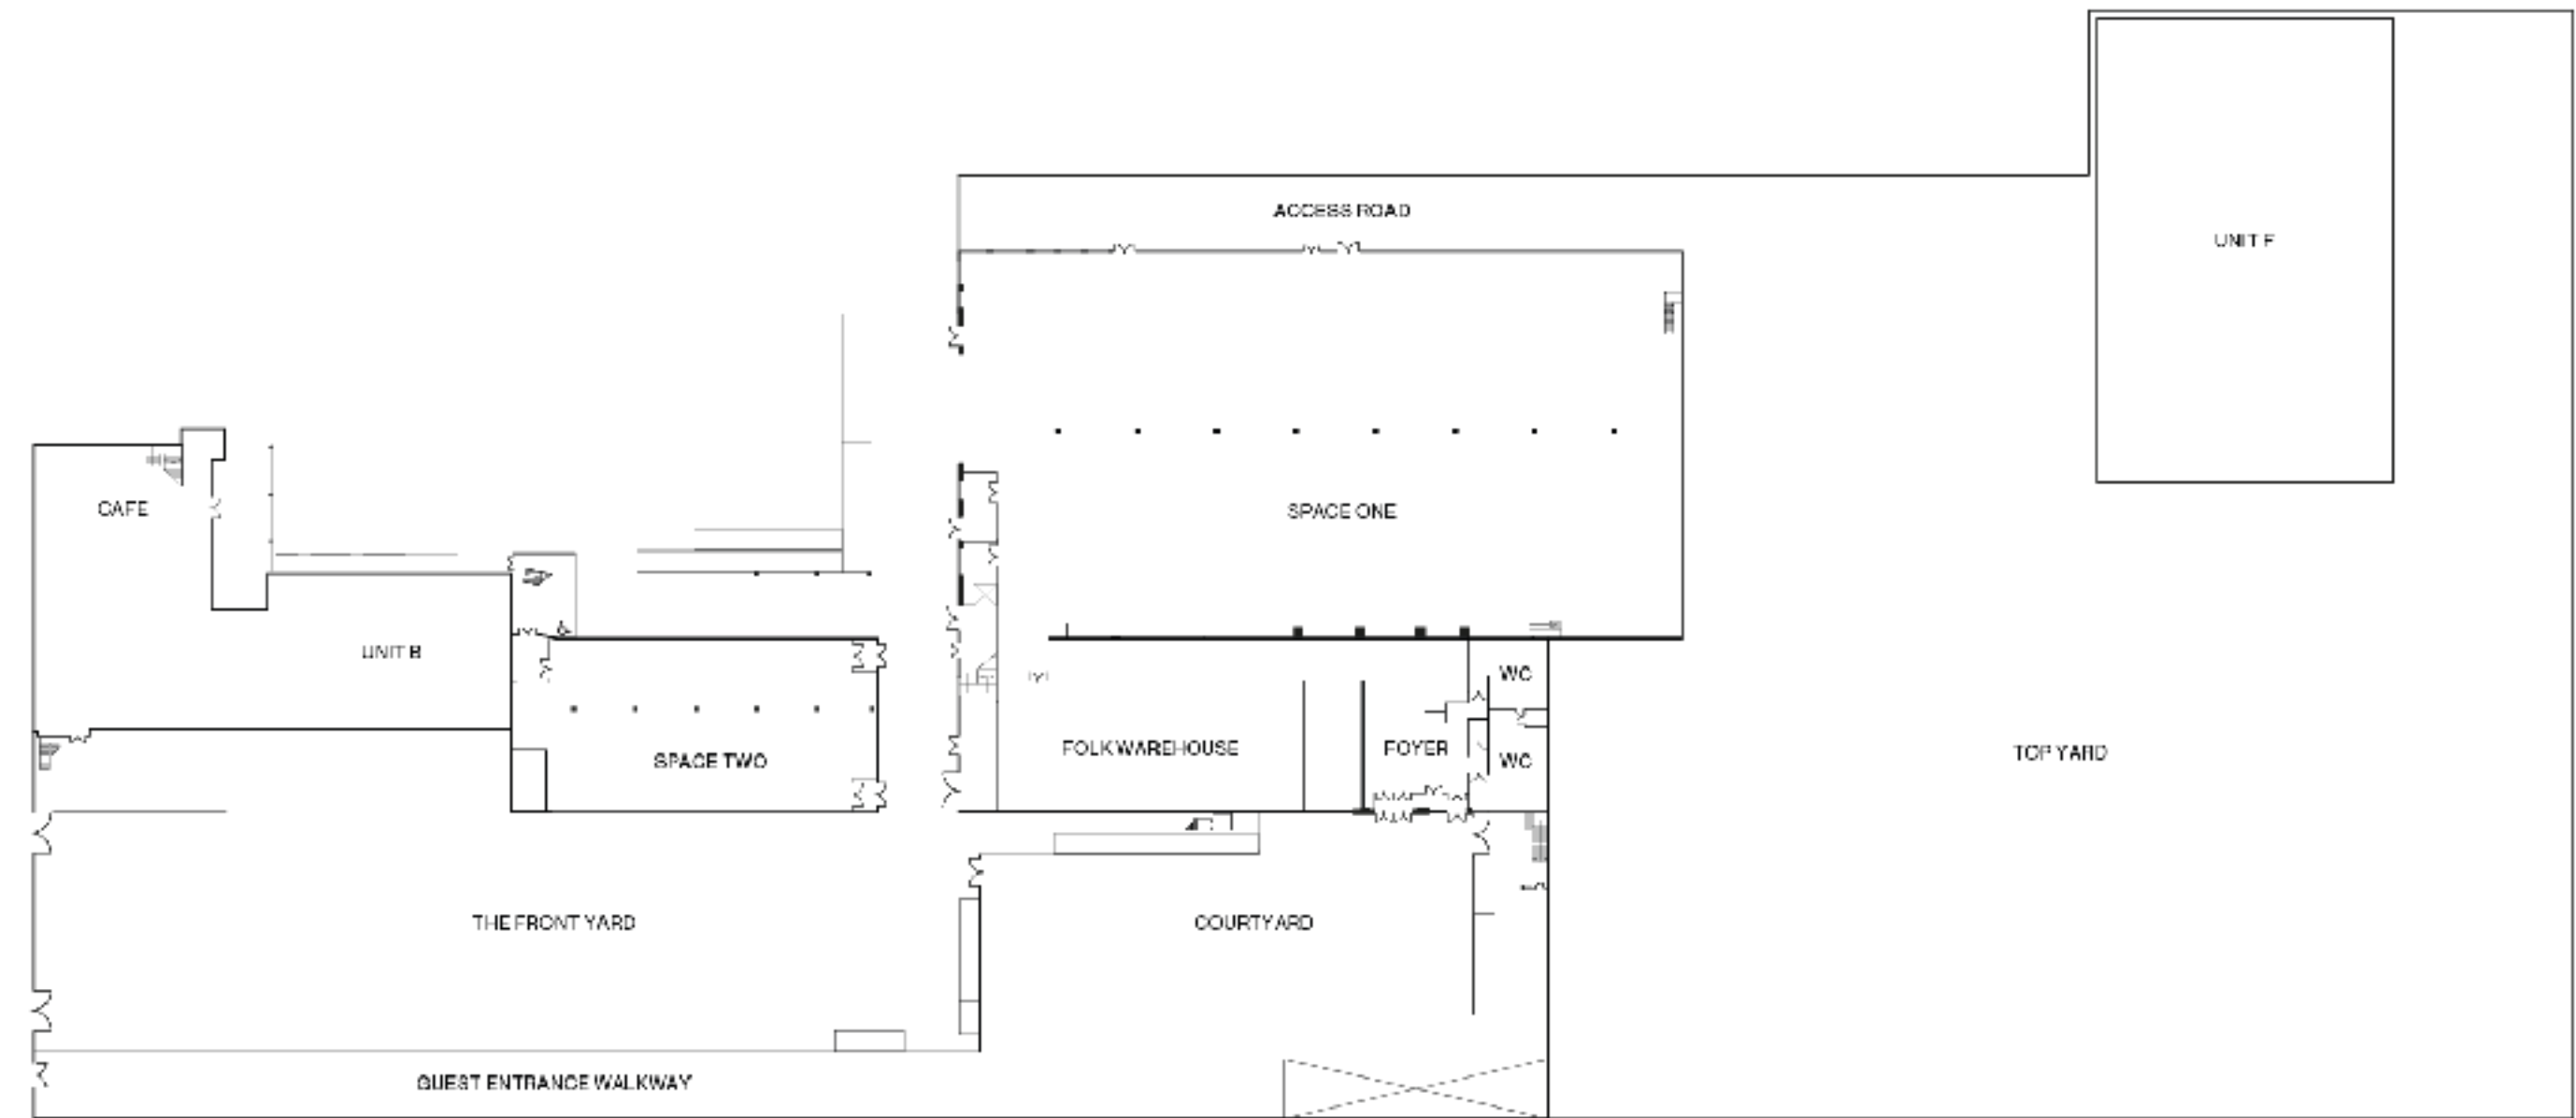 ACCESS ROAD
UNIT F
CAFE
SPACE ONE
UNIT B
WC
FOLK WAREHOUSE
FOYER
TOP YARD
SPACE TWO
WC
THE FRONT YARD
COURTYARD
GUEST ENTRANCE WALKWAY